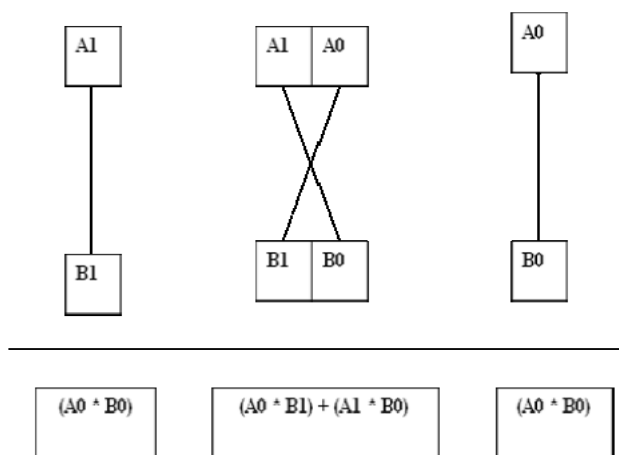 A1
A1 A0
A0
B1
B1 B0
B0
(A0 * B0)
(A0 * B1) + (A1 * B0)
(A0 * B0)